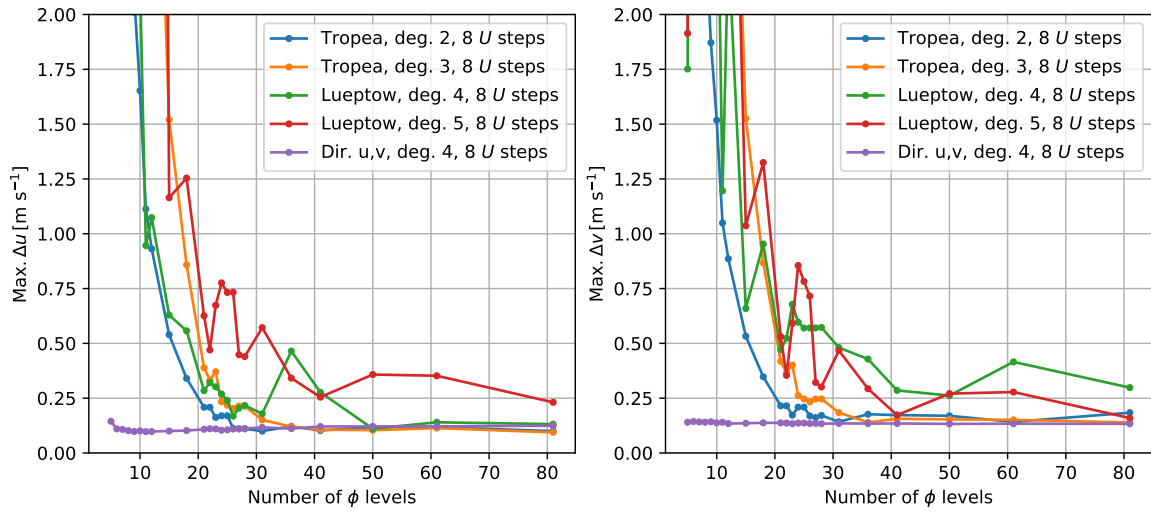 2.00
1.75
1.50
1.25
1.00
0.75
0.50
0.25
0.00
Max. Δu [m s⁻¹]
10 20 30 40 50 60 70 80
Number of ϕ levels
Tropea, deg. 2, 8 U steps
Tropea, deg. 3, 8 U steps
Lueptow, deg. 4, 8 U steps
Lueptow, deg. 5, 8 U steps
Dir. u,v, deg. 4, 8 U steps
2.00
1.75
1.50
1.25
1.00
0.75
0.50
0.25
0.00
Max. Δv [m s⁻¹]
10 20 30 40 50 60 70 80
Number of ϕ levels
Tropea, deg. 2, 8 U steps
Tropea, deg. 3, 8 U steps
Lueptow, deg. 4, 8 U steps
Lueptow, deg. 5, 8 U steps
Dir. u,v, deg. 4, 8 U steps